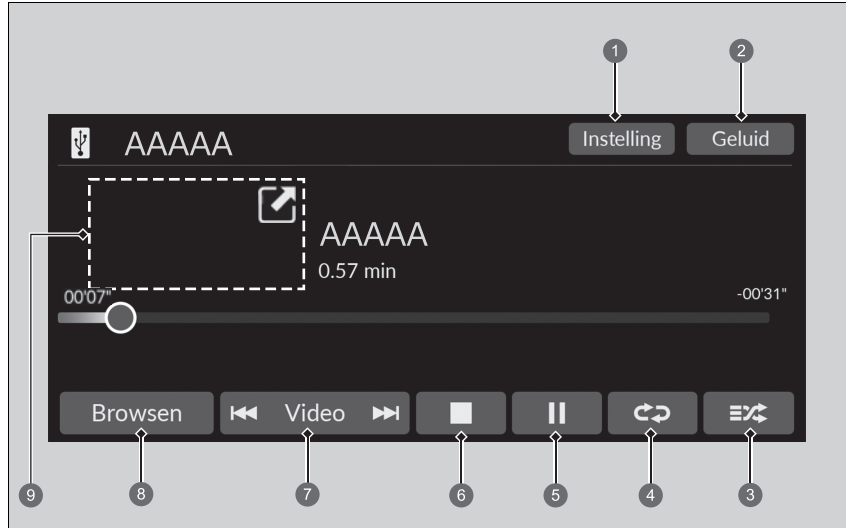 1 2
AAAAA Instelling Geluid
AAAAA
9
0.57 min
00'07" -00'31"
Browsen Video
9 8 7 6 5 4 3